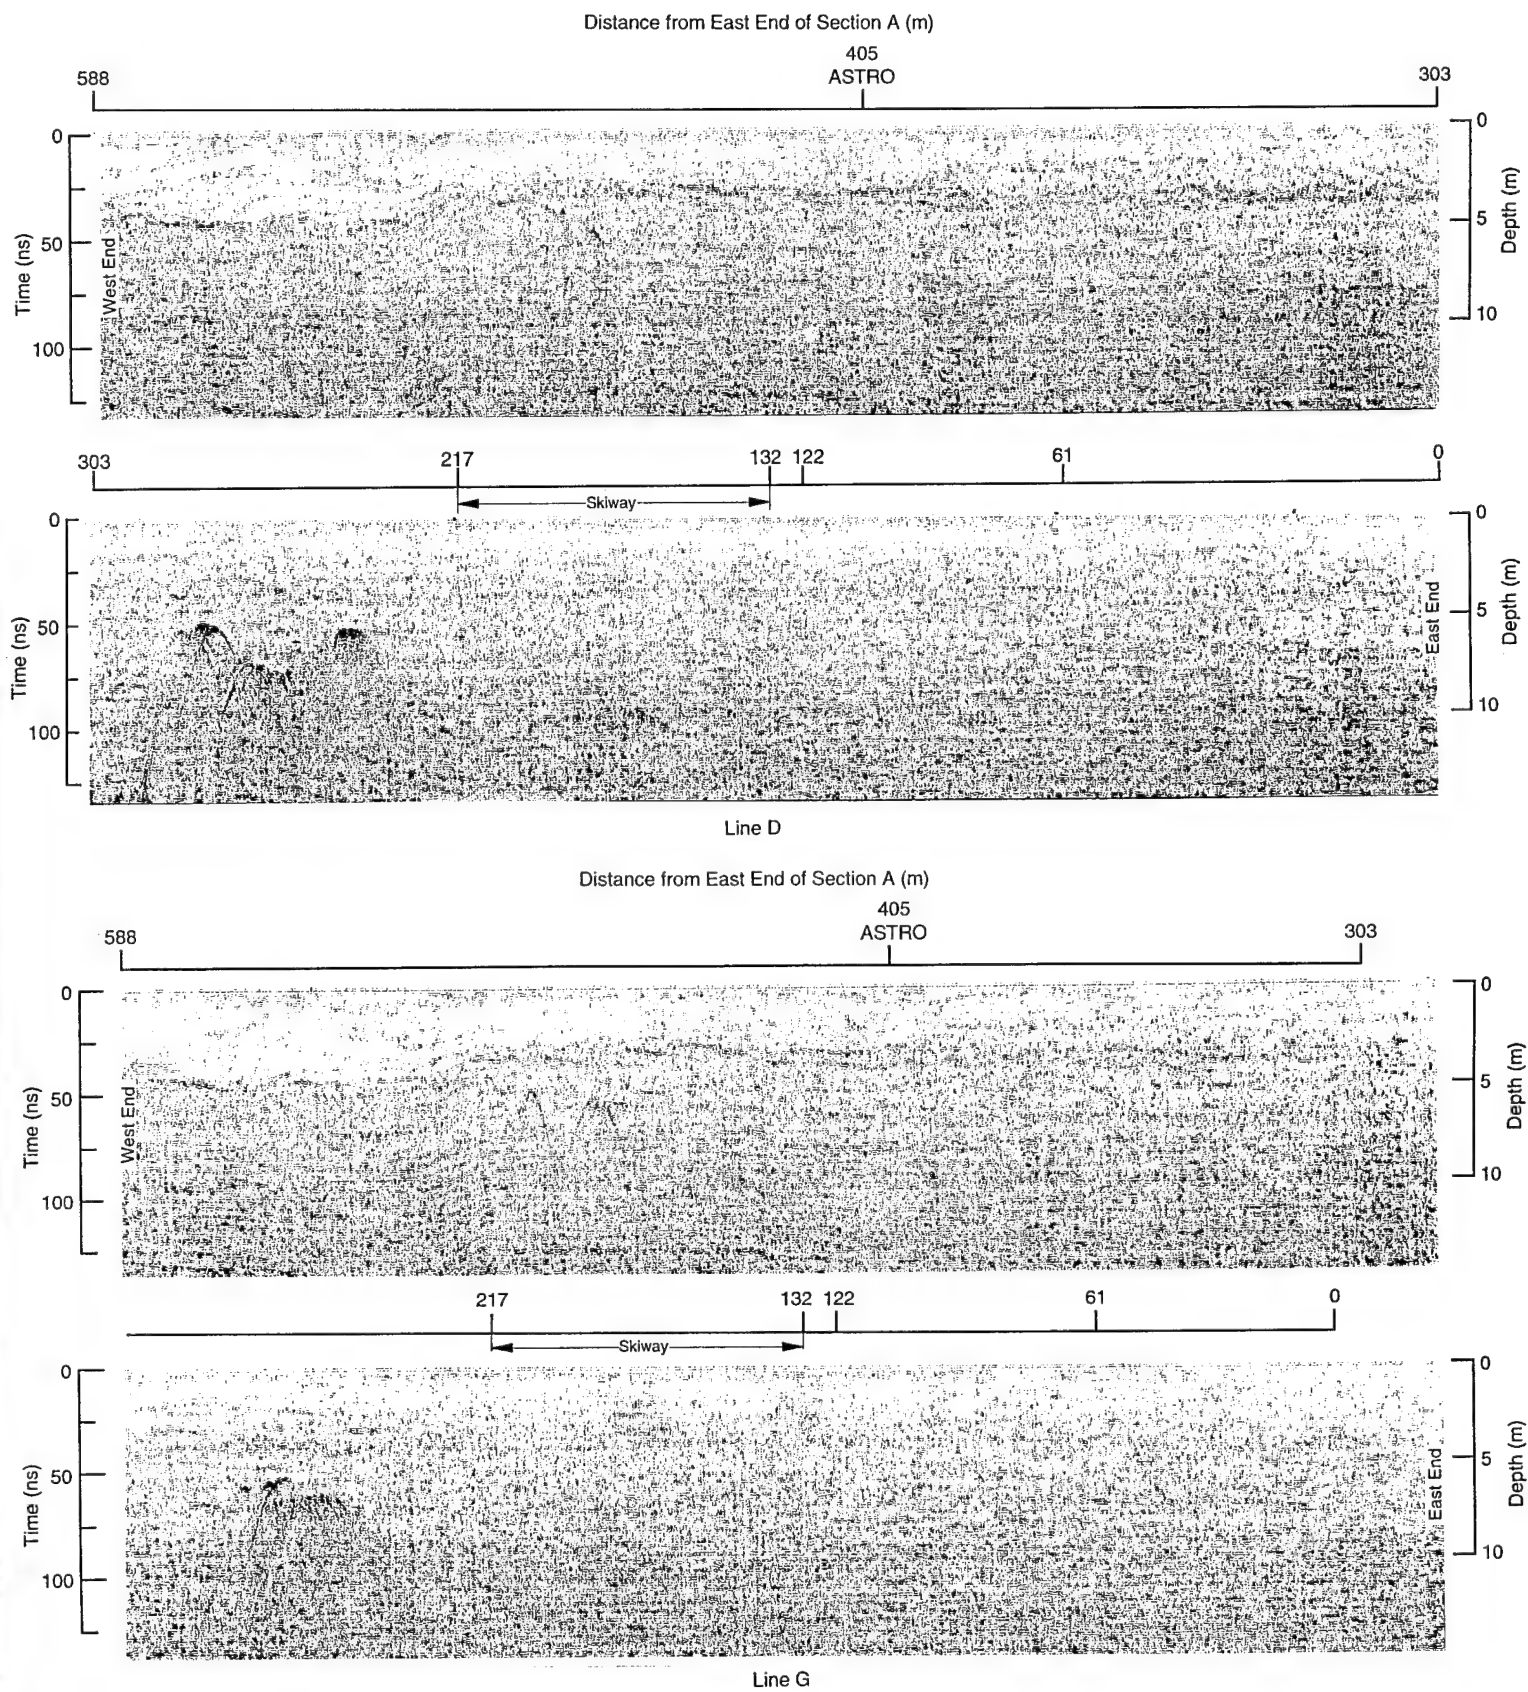 Distance from East End of Section A (m)
405
588 ASTRO 303
0 0
West End
Time (ns) 50 5 Depth (m)
10
100
303 217 132 122 61 0
Skiway
0 0
East End
Time (ns) 50 5 Depth (m)
10
100
Line D
Distance from East End of Section A (m)
405
588 ASTRO 303
0 0
West End
Time (ns) 50 5 Depth (m)
10
100
217 132 122 61 0
Skiway
0 0
East End
Time (ns) 50 5 Depth (m)
10
100
Line G